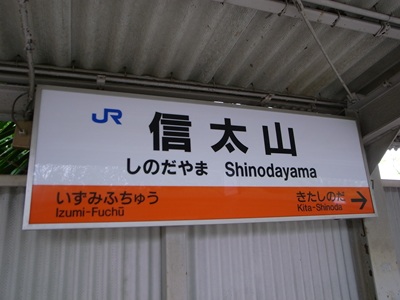 JR 信太山
しのだやま Shinodayama
いずみふちゅう きたしのだ
Izumi-Fuchū Kita-Shinoda